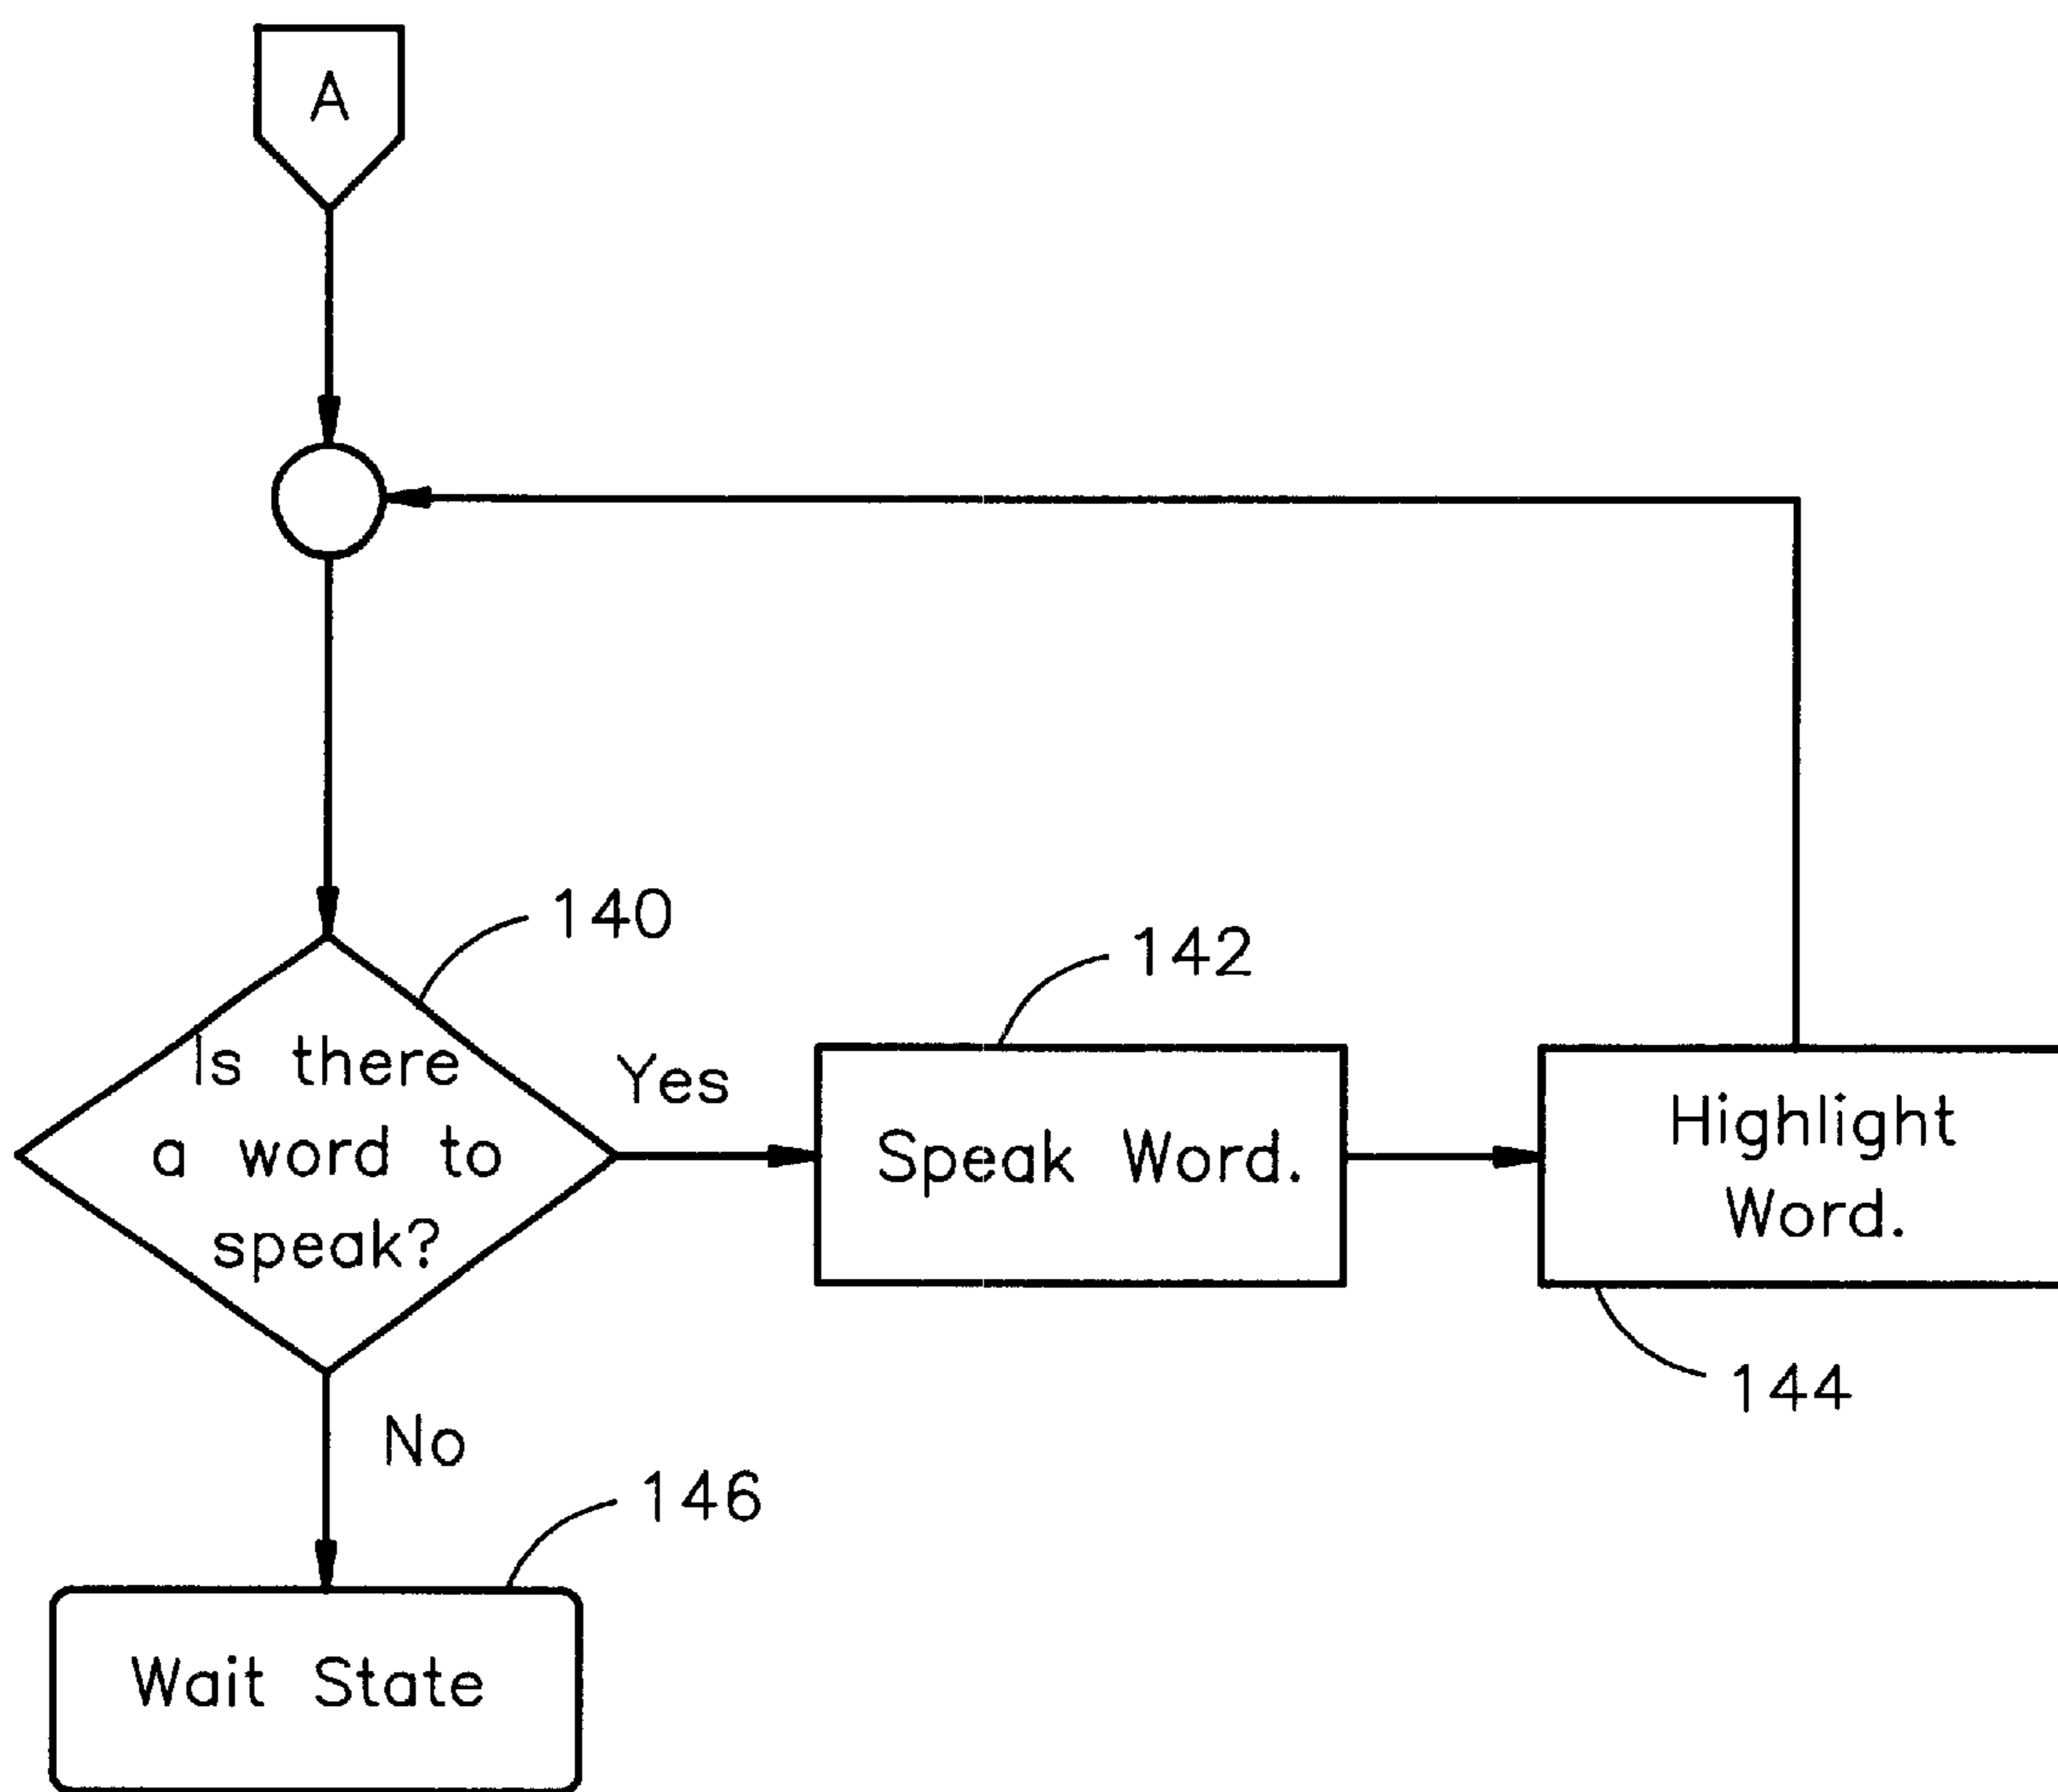 A
140
Is there
a word to
speak?
Yes
142
Speak Word.
Highlight
Word.
144
No
146
Wait State